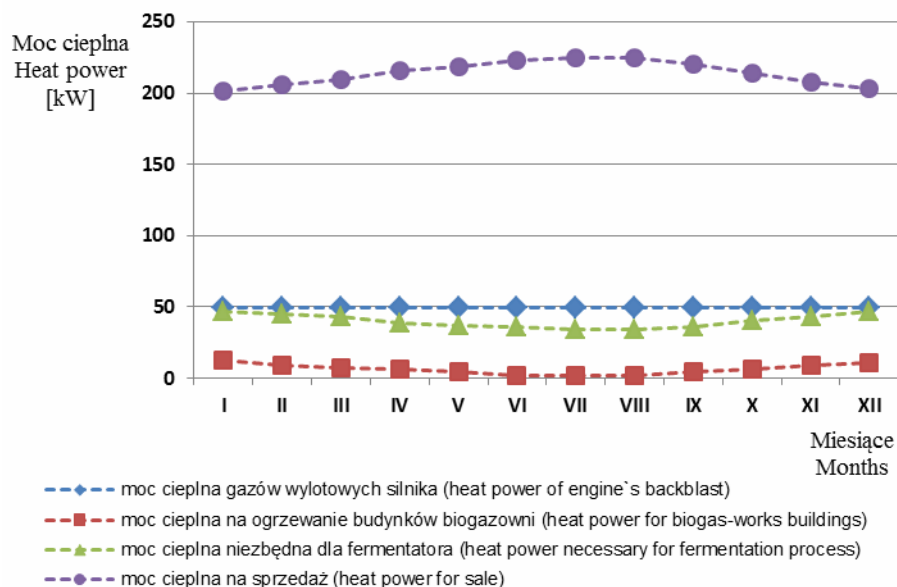 Moc cieplna
Heat power
[kW]
250
200
150
100
50
0
I II III IV V VI VII VIII IX X XI XII
Miesiące
Months
moc cieplna gazów wylotowych silnika (heat power of engine`s backblast)
moc cieplna na ogrzewanie budynków biogazowni (heat power for biogas-works buildings)
moc cieplna niezbędna dla fermentatora (heat power necessary for fermentation process)
moc cieplna na sprzedaż (heat power for sale)